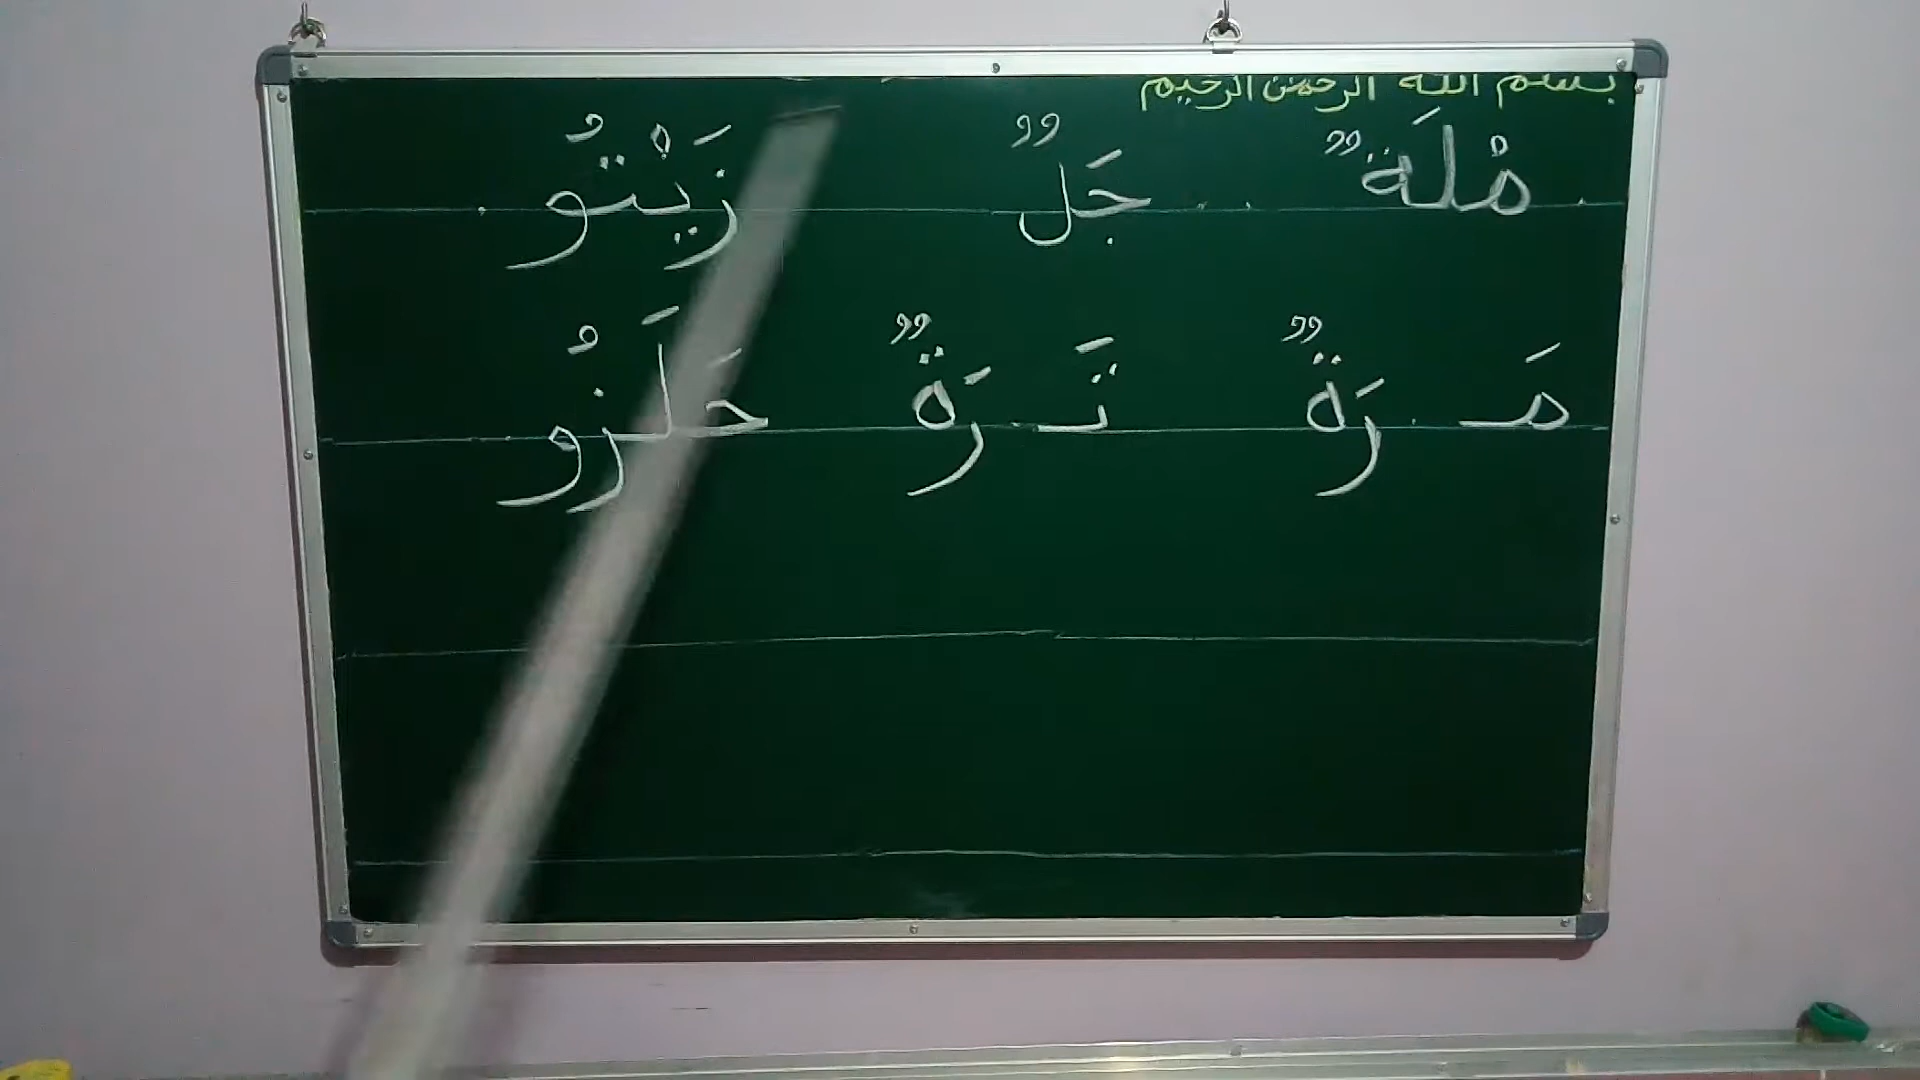 بسم الله الرحمن الرحيم
مْلَةٌ جَلٌ زَيْتُو
مَـ رَةٌ تَـ رَةٌ حَلَزُو